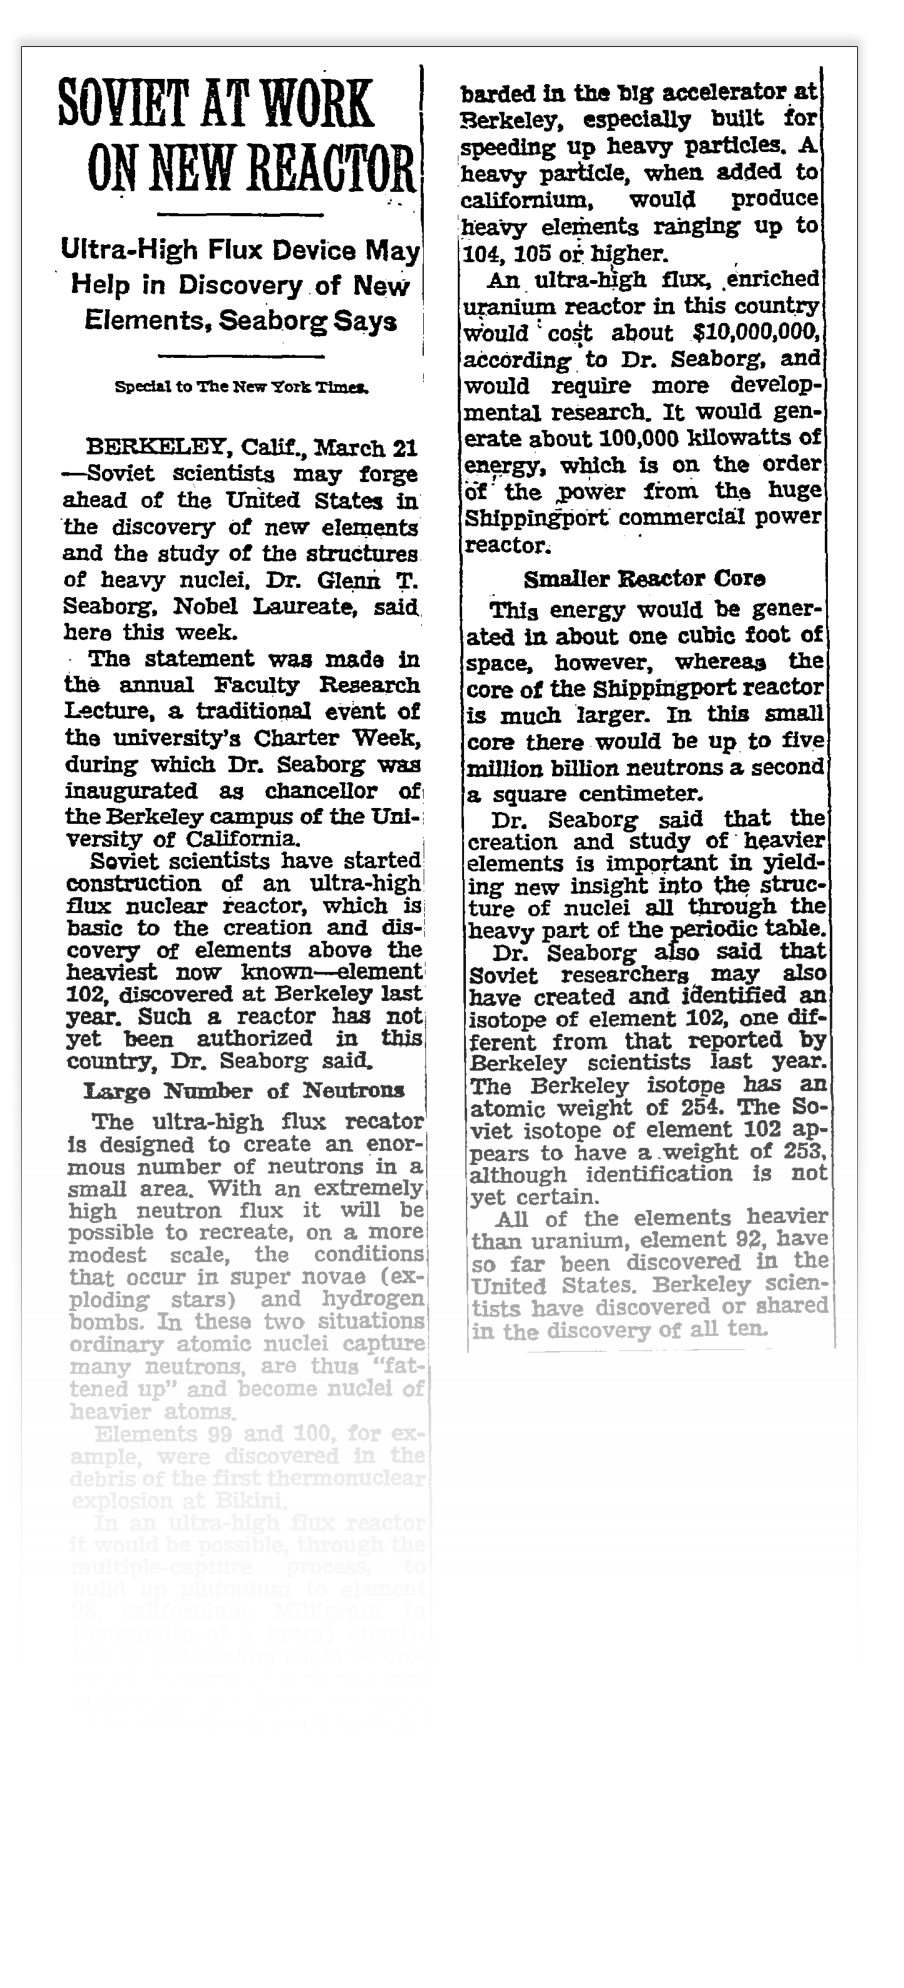 SOVIET AT WORK
ON NEW REACTOR
Ultra-High Flux Device May
Help in Discovery of New
Elements, Seaborg Says
Special to The New York Times.
BERKELEY, Calif., March 21
—Soviet scientists may forge
ahead of the United States in
the discovery of new elements
and the study of the structures
of heavy nuclei, Dr. Glenn T.
Seaborg, Nobel Laureate, said
here this week.
The statement was made in
the annual Faculty Research
Lecture, a traditional event of
the university's Charter Week,
during which Dr. Seaborg was
inaugurated as chancellor of
the Berkeley campus of the Uni-
versity of California.
Soviet scientists have started
construction of an ultra-high
flux nuclear reactor, which is
basic to the creation and dis-
covery of elements above the
heaviest now known—element
102, discovered at Berkeley last
year. Such a reactor has not
yet been authorized in this
country, Dr. Seaborg said.
Large Number of Neutrons
The ultra-high flux recator
is designed to create an enor-
mous number of neutrons in a
small area. With an extremely
high neutron flux it will be
possible to recreate, on a more
modest scale, the conditions
that occur in super novae (ex-
ploding stars) and hydrogen
bombs. In these two situations
ordinary atomic nuclei capture
many neutrons, are thus "fat-
tened up" and become nuclei of
heavier atoms.
Elements 99 and 100, for ex-
ample, were discovered in the
debris of the first thermonuclear
explosion at Bikini.
In an ultra-high flux reactor
it would be possible, through the
multiple-capture process, to
build up plutonium to element
98, californium. Milligram (a
thousandth of a gram) quanti-
barded in the big accelerator at
Berkeley, especially built for
speeding up heavy particles. A
heavy particle, when added to
californium, would produce
heavy elements ranging up to
104, 105 or higher.
An ultra-high flux, enriched
uranium reactor in this country
would cost about $10,000,000,
according to Dr. Seaborg, and
would require more develop-
mental research. It would gen-
erate about 100,000 kilowatts of
energy, which is on the order
of the power from the huge
Shippingport commercial power
reactor.
Smaller Reactor Core
This energy would be gener-
ated in about one cubic foot of
space, however, whereas the
core of the Shippingport reactor
is much larger. In this small
core there would be up to five
million billion neutrons a second
a square centimeter.
Dr. Seaborg said that the
creation and study of heavier
elements is important in yield-
ing new insight into the struc-
ture of nuclei all through the
heavy part of the periodic table.
Dr. Seaborg also said that
Soviet researchers may also
have created and identified an
isotope of element 102, one dif-
ferent from that reported by
Berkeley scientists last year.
The Berkeley isotope has an
atomic weight of 254. The So-
viet isotope of element 102 ap-
pears to have a weight of 253,
although identification is not
yet certain.
All of the elements heavier
than uranium, element 92, have
so far been discovered in the
United States. Berkeley scien-
tists have discovered or shared
in the discovery of all ten.